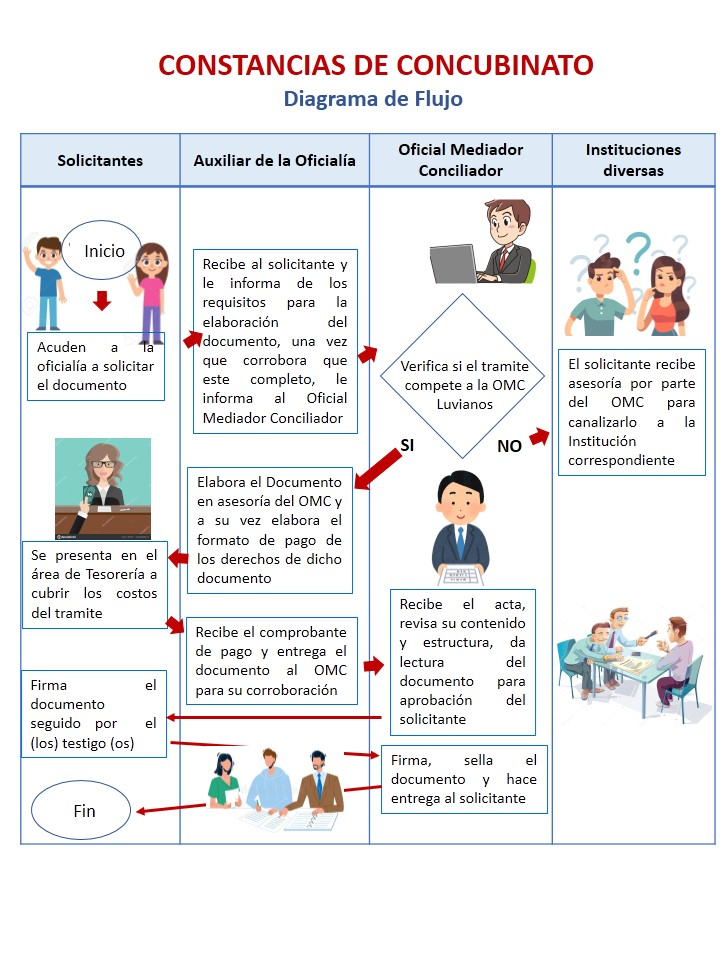 CONSTANCIAS DE CONCUBINATO
Diagrama de Flujo
Solicitantes
Auxiliar de la Oficialía
Oficial Mediador
Conciliador
Instituciones
diversas
Inicio
Acuden a la
oficialía a solicitar
el documento
Recibe al solicitante y
le informa de los
requisitos para la
elaboración del
documento, una vez
que corrobora que
este completo, le
informa al Oficial
Mediador Conciliador
Verifica si el tramite
compete a la OMC
Luvianos
SI
NO
El solicitante recibe
asesoría por parte
del OMC para
canalizarlo a la
Institución
correspondiente
Elabora el Documento
en asesoría del OMC y
a su vez elabora el
formato de pago de
los derechos de dicho
documento
Se presenta en el
área de Tesorería a
cubrir los costos
del tramite
Recibe el comprobante
de pago y entrega el
documento al OMC
para su corroboración
Recibe el acta,
revisa su contenido
y estructura, da
lectura del
documento para
aprobación del
solicitante
Firma el
documento
seguido por el
(los) testigo (os)
Firma, sella el
documento y hace
entrega al solicitante
Fin